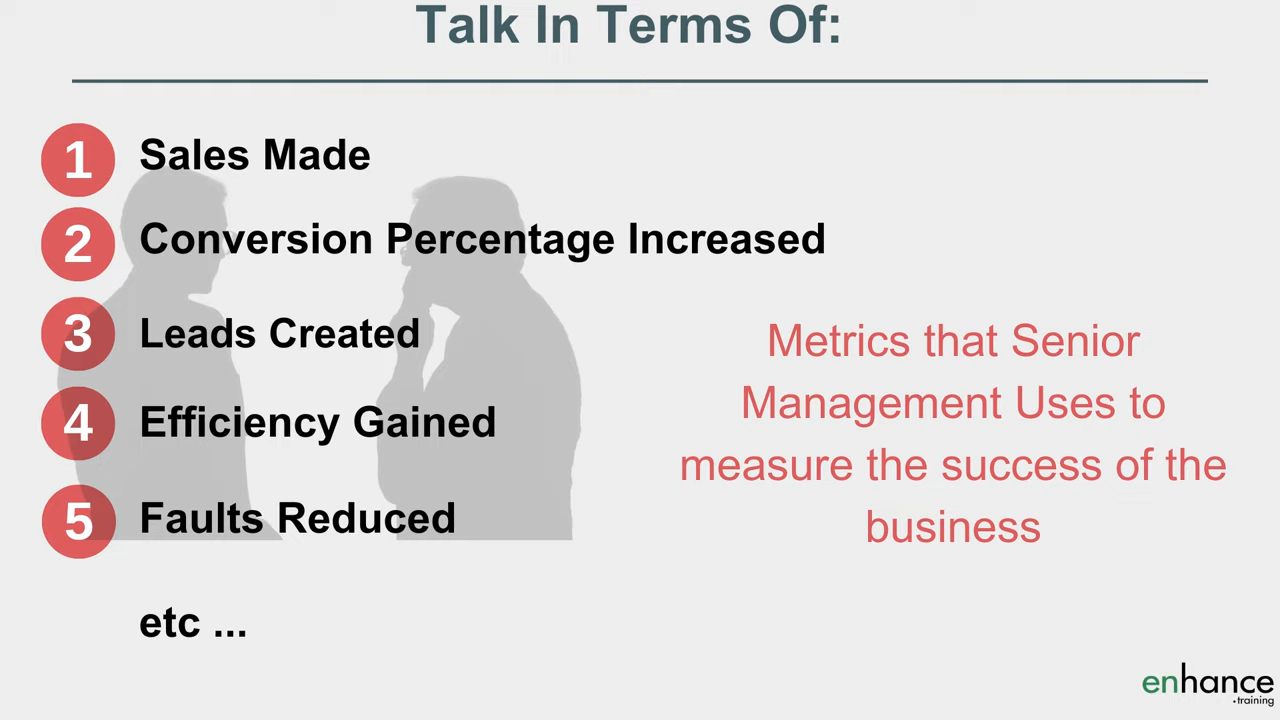 Talk In Terms Of:
1 Sales Made
2 Conversion Percentage Increased
3 Leads Created
4 Efficiency Gained
5 Faults Reduced
etc ...
Metrics that Senior
Management Uses to
measure the success of the
business
enhance
.training